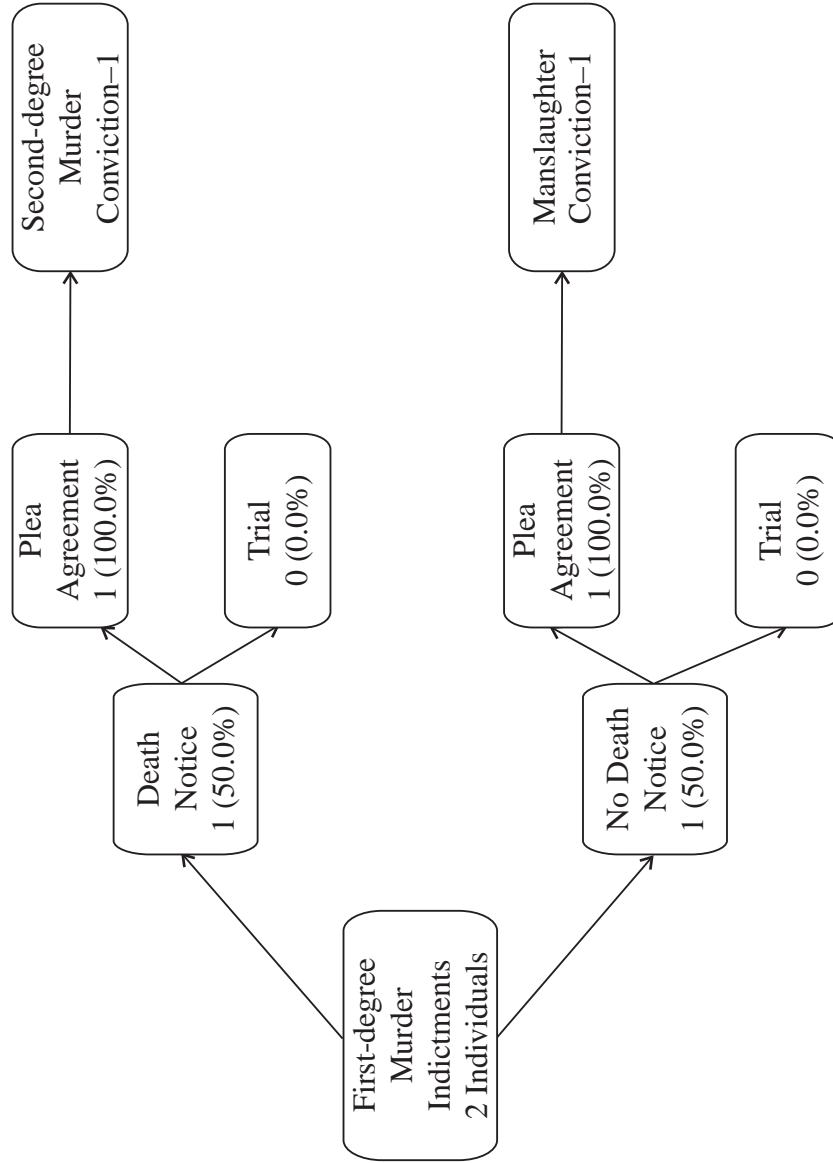 First-degree
Murder
Indictments
2 Individuals
Death
Notice
1 (50.0%)
No Death
Notice
1 (50.0%)
Plea
Agreement
1 (100.0%)
Trial
0 (0.0%)
Plea
Agreement
1 (100.0%)
Trial
0 (0.0%)
Second-degree
Murder
Conviction–1
Manslaughter
Conviction–1